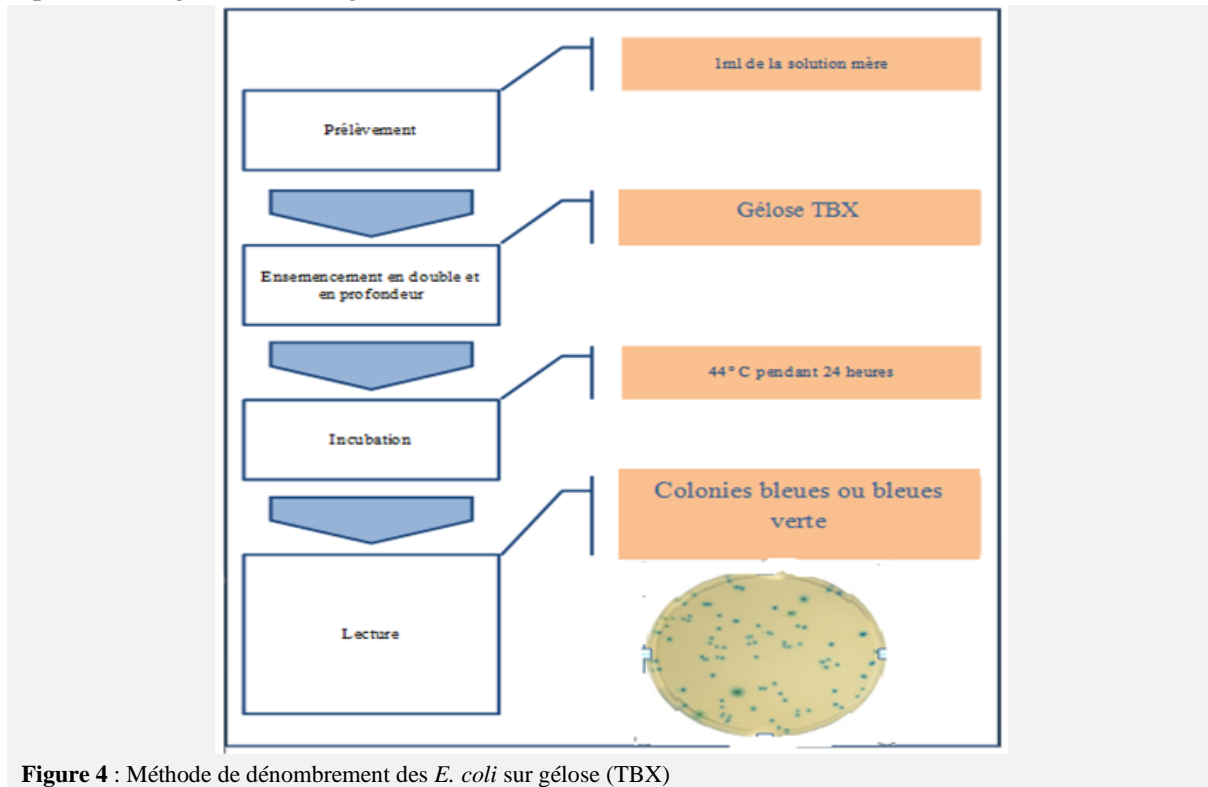 1ml de la solution mère
Prélèvement
Gélose TBX
Ensemencement en double et
en profondeur
44° C pendant 24 heures
Incubation
Colonies bleues ou bleues
verte
Lecture
Figure 4 : Méthode de dénombrement des E. coli sur gélose (TBX)